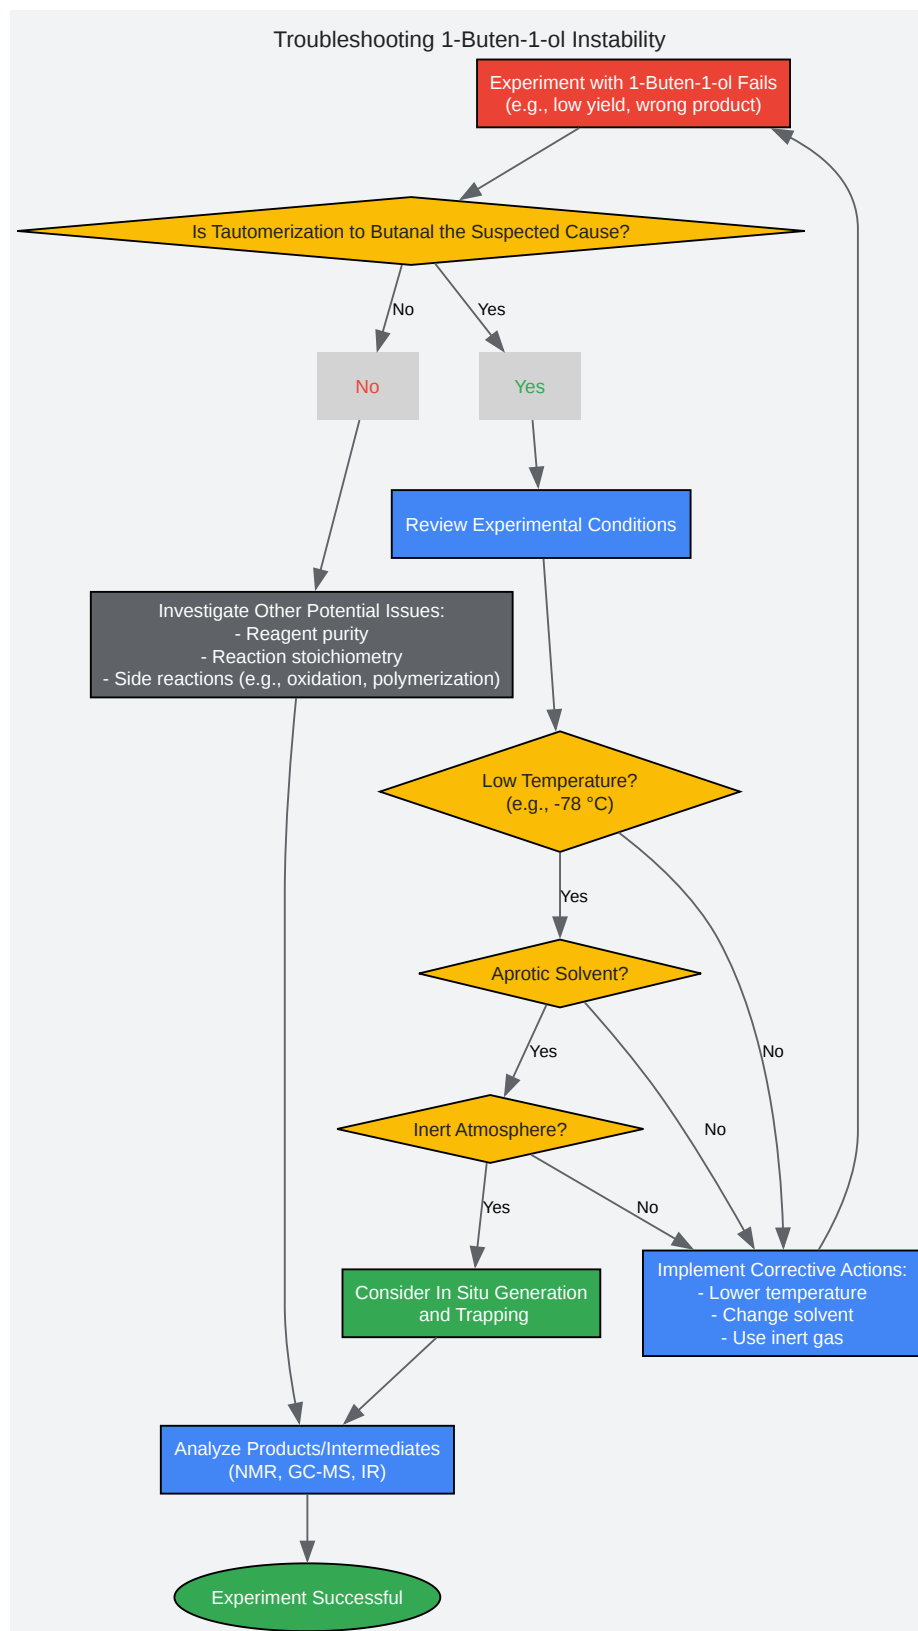 Troubleshooting 1-Buten-1-ol Instability
Experiment with 1-Buten-1-ol Fails
(e.g., low yield, wrong product)
Is Tautomerization to Butanal the Suspected Cause?
No
Yes
No
Yes
Review Experimental Conditions
Investigate Other Potential Issues:
- Reagent purity
- Reaction stoichiometry
- Side reactions (e.g., oxidation, polymerization)
Low Temperature?
(e.g., -78 °C)
Yes
Aprotic Solvent?
Yes
No
No
Inert Atmosphere?
Yes
No
Consider In Situ Generation
and Trapping
Implement Corrective Actions:
- Lower temperature
- Change solvent
- Use inert gas
Analyze Products/Intermediates
(NMR, GC-MS, IR)
Experiment Successful